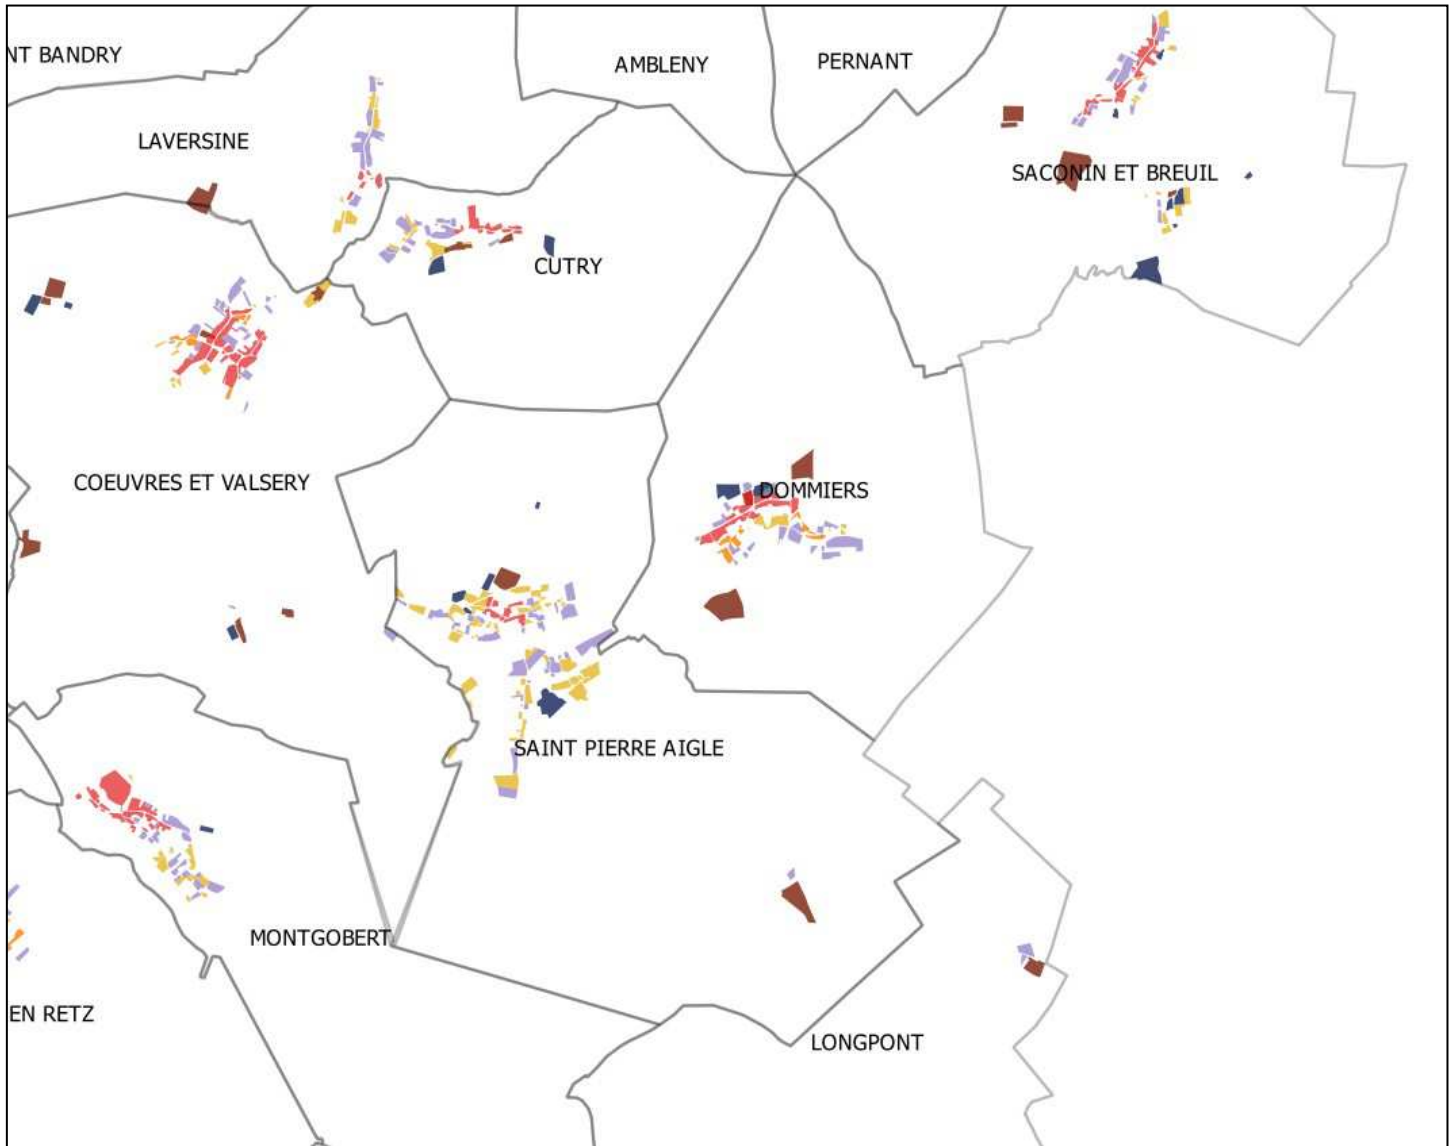 NT BANDRY
AMBLENY
PERNANT
LAVERSINE
SACONIN ET BREUIL
CUTRY
COEUVRES ET VALSERY
DOMMIERS
SAINT PIERRE AIGLE
MONTGOBERT
EN RETZ
LONGPONT